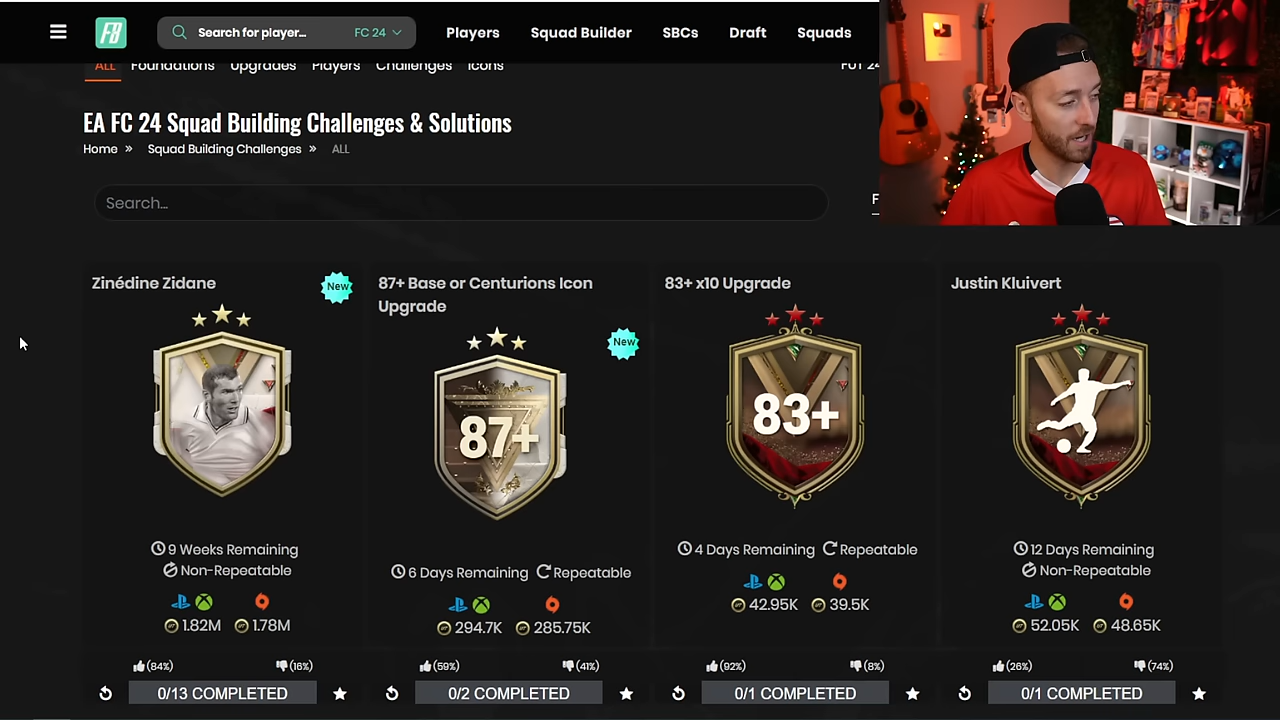 FB
Search for player...
FC 24
Players
Squad Builder
SBCs
Draft
Squads
ALL
Foundations
Upgrades
Players
Challenges
Icons
FUT 24
EA FC 24 Squad Building Challenges & Solutions
Home » Squad Building Challenges » ALL
Search...
F
Zinédine Zidane
New
9 Weeks Remaining
Non-Repeatable
1.82M
1.78M
(84%)
(16%)
0/13 COMPLETED
87+ Base or Centurions Icon
Upgrade
New
87+
6 Days Remaining
Repeatable
294.7K
285.75K
(59%)
(41%)
0/2 COMPLETED
83+ x10 Upgrade
83+
4 Days Remaining
Repeatable
42.95K
39.5K
(92%)
(8%)
0/1 COMPLETED
Justin Kluivert
12 Days Remaining
Non-Repeatable
52.05K
48.65K
(26%)
(74%)
0/1 COMPLETED